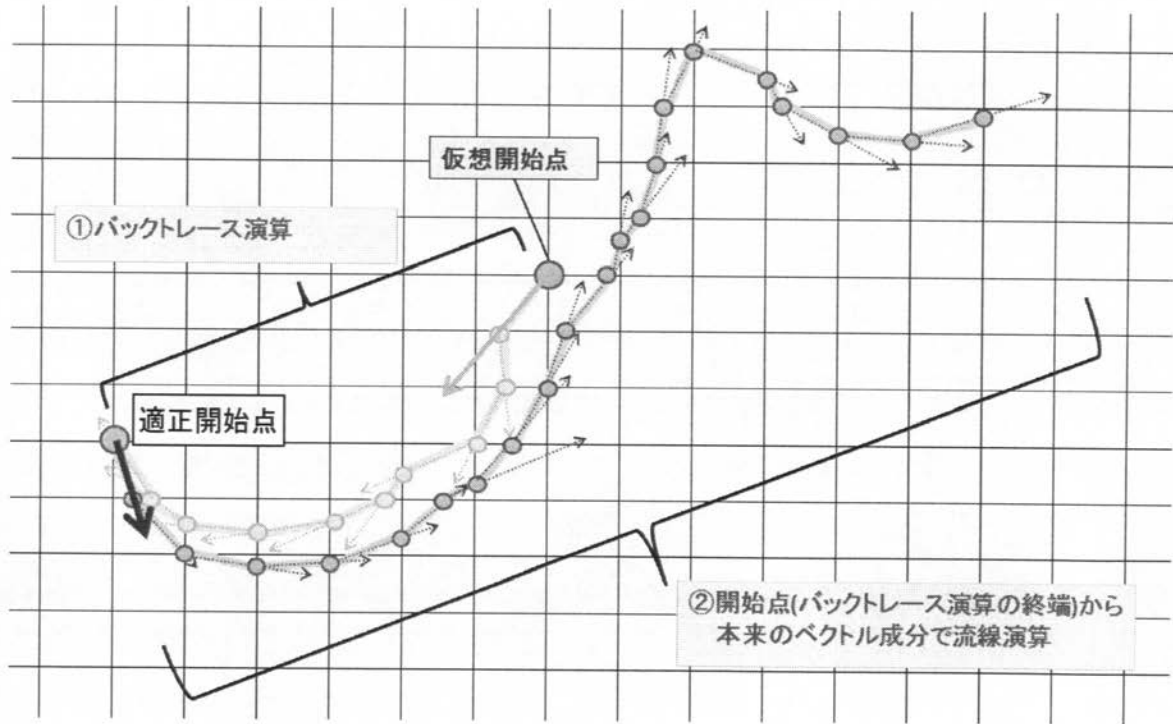 仮想開始点
①バックトレース演算
適正開始点
②開始点(バックトレース演算の終端)から
本来のベクトル成分で流線演算